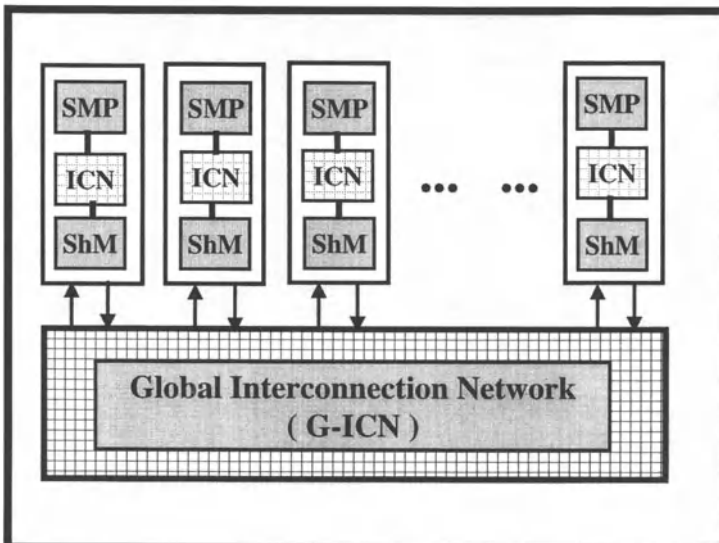 SMP SMP SMP SMP
ICN ICN ICN ICN
••• •••
ShM ShM ShM ShM
Global Interconnection Network
( G-ICN )